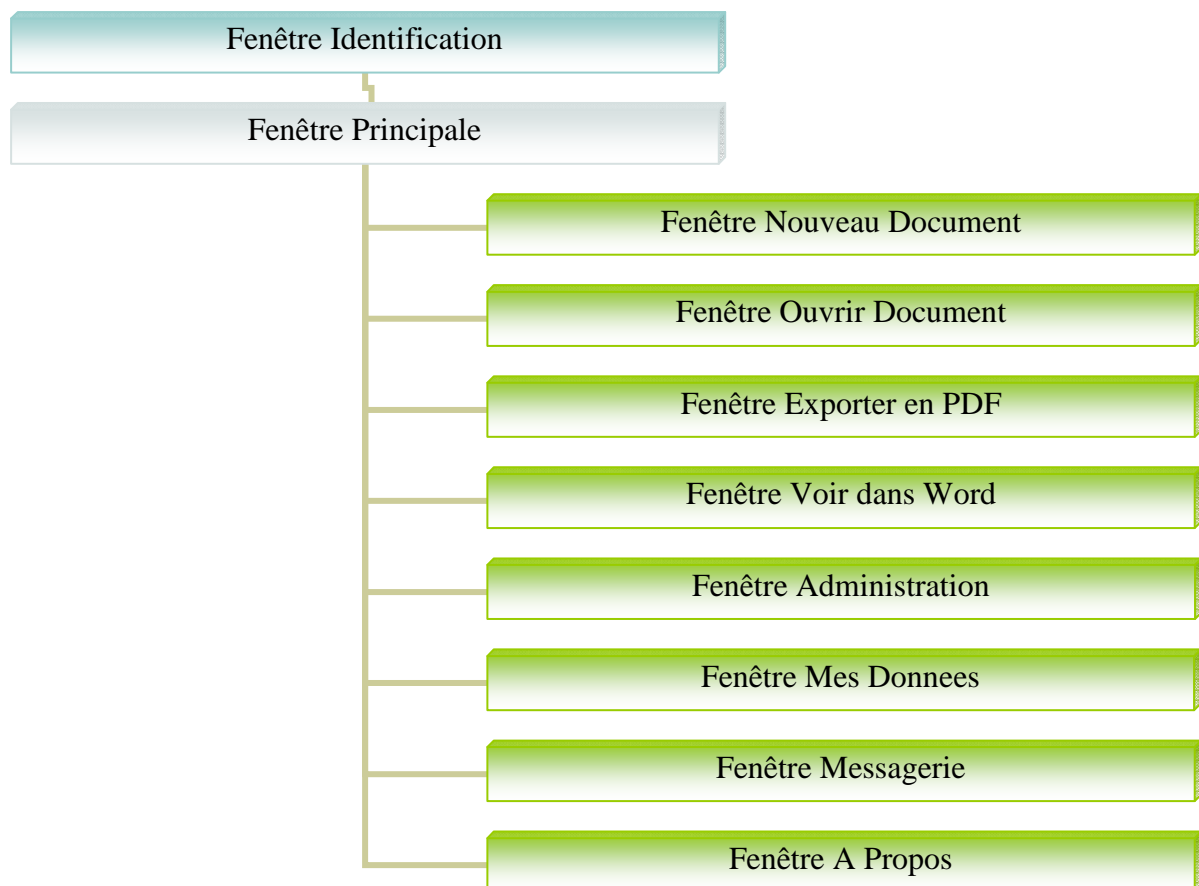 Fenêtre Identification
Fenêtre Principale
Fenêtre Nouveau Document
Fenêtre Ouvrir Document
Fenêtre Exporter en PDF
Fenêtre Voir dans Word
Fenêtre Administration
Fenêtre Mes Donnees
Fenêtre Messagerie
Fenêtre A Propos